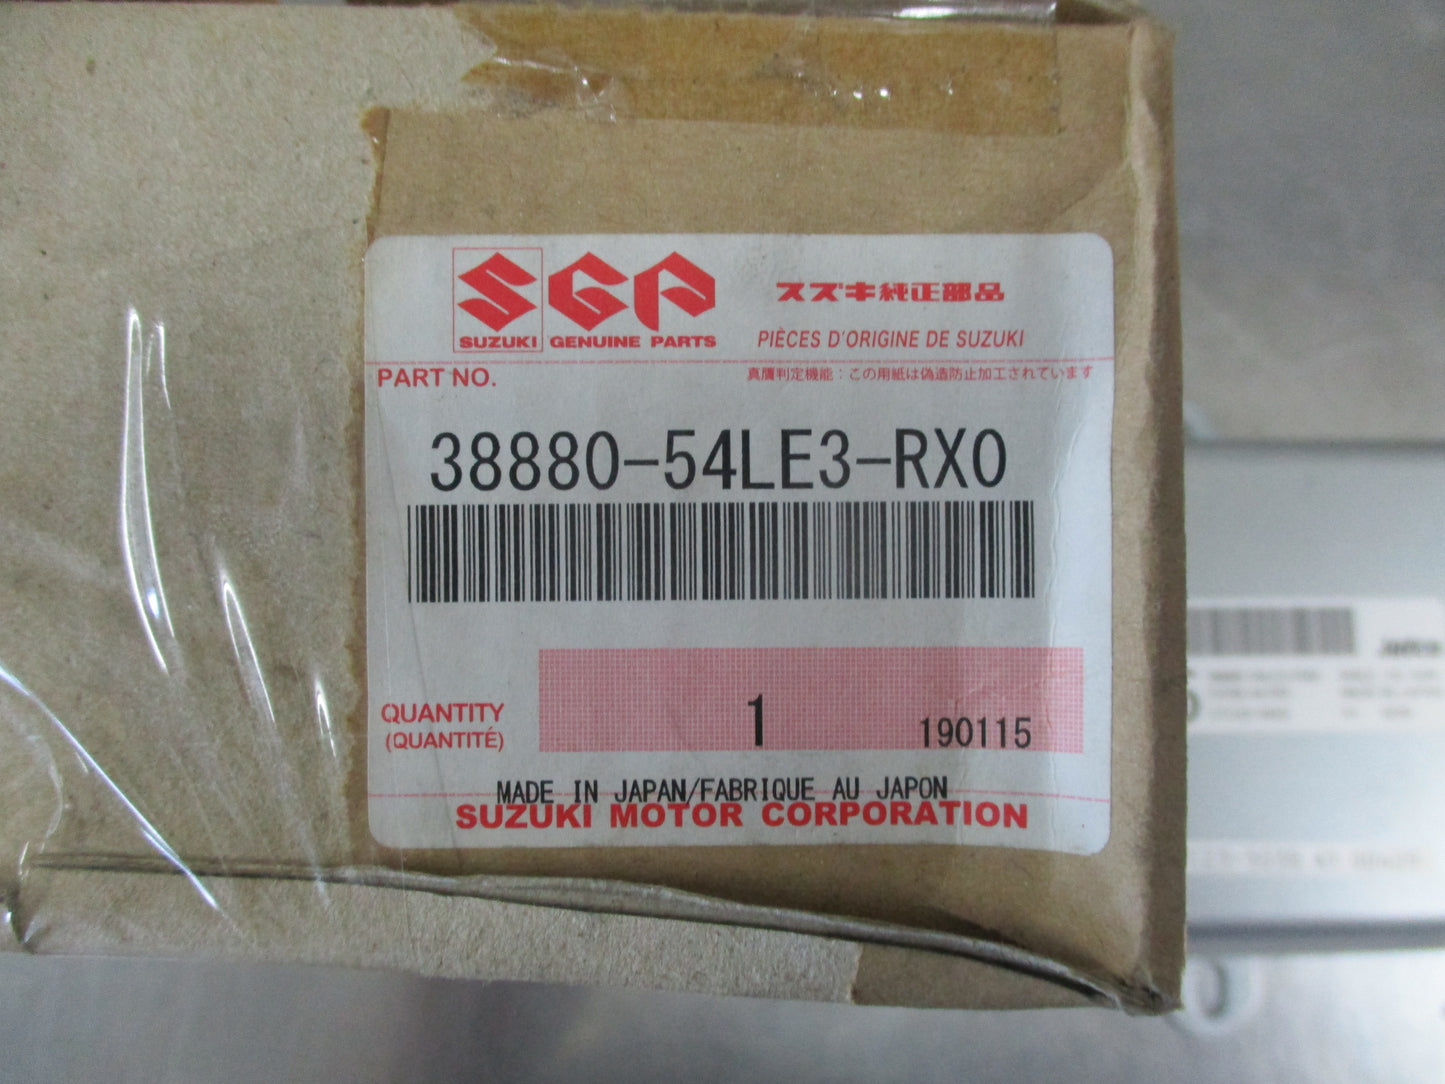 SGP
SUZUKI GENUINE PARTS
スズキ純正部品
PIÈCES D'ORIGINE DE SUZUKI
PART NO.
真贋判定機能：この用紙は偽造防止加工されています
38880-54LE3-RX0
QUANTITY
(QUANTITÉ)
1
190115
MADE IN JAPAN/FABRIQUE AU JAPON
SUZUKI MOTOR CORPORATION